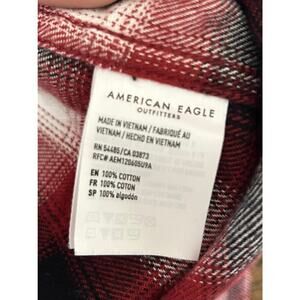 AMERICAN EAGLE
OUTFITTERS
MADE IN VIETNAM / FABRIQUÉ AU
VIETNAM / HECHO EN VIETNAM
RN 54485/CA 03873
RFC# AEM120605U9A
EN 100% COTTON
FR 100% COTON
SP 100% algodón